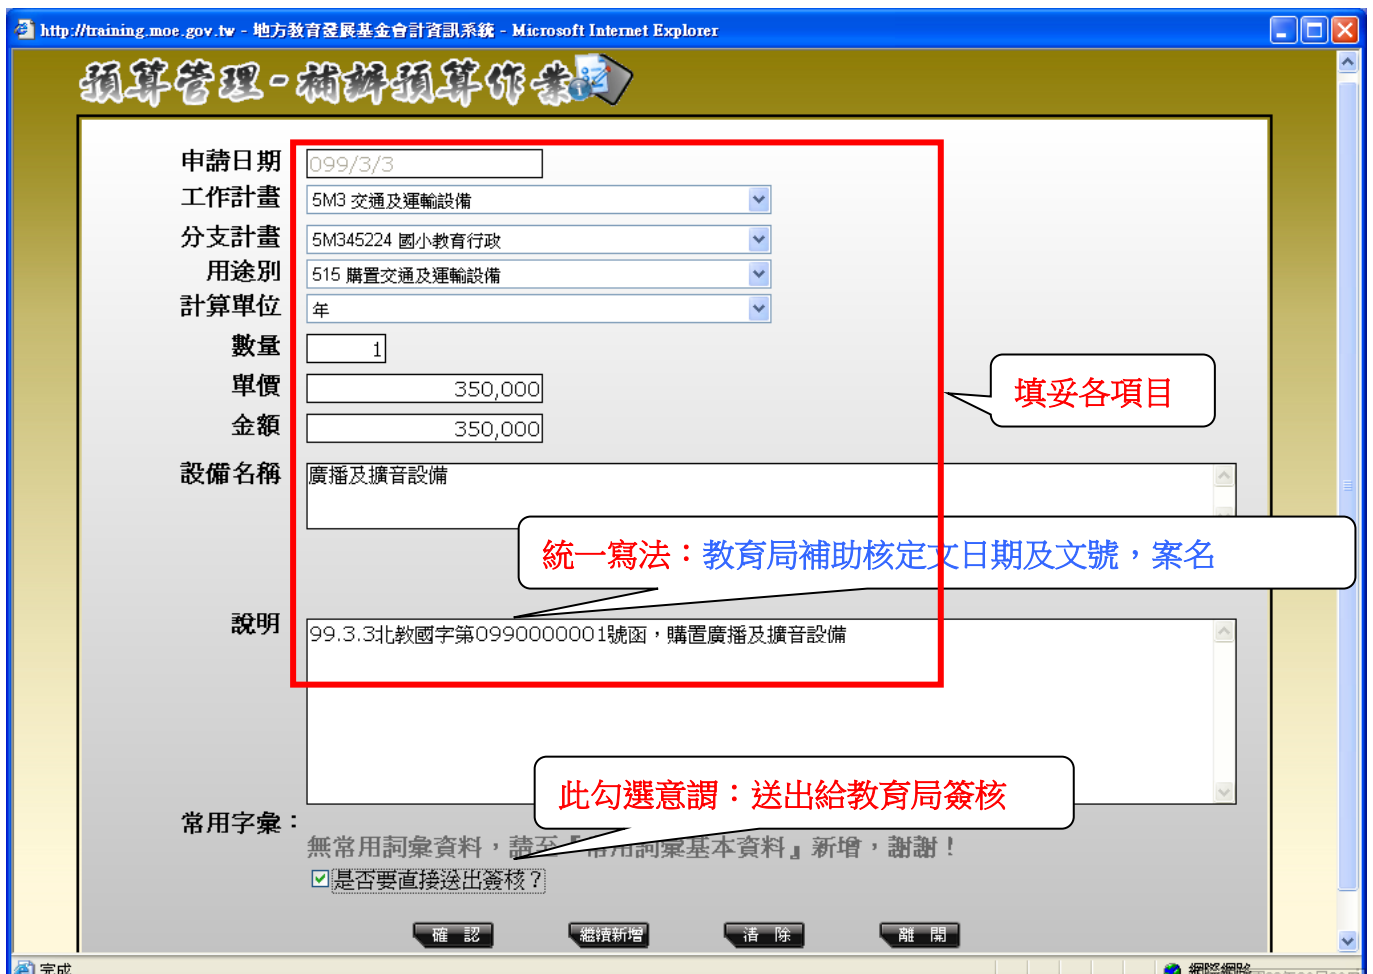 http://training.moe.gov.tw - 地方教育發展基金會計資訊系統 - Microsoft Internet Explorer
預算管理-補辦預算作業
申請日期 099/3/3
工作計畫 5M3 交通及運輸設備
分支計畫 5M345224 國小教育行政
用途別 515 購置交通及運輸設備
計算單位 年
數量 1
單價 350,000
填妥各項目
金額 350,000
設備名稱 廣播及擴音設備
統一寫法：教育局補助核定文日期及文號，案名
說明 99.3.3北教國字第0990000001號函，購置廣播及擴音設備
此勾選意謂：送出給教育局簽核
常用字彙：
無常用詞彙資料，請至『常用詞彙基本資料』新增，謝謝！
是否要直接送出簽核？
確 認 繼續新增 清 除 離 開
完成 網際網路